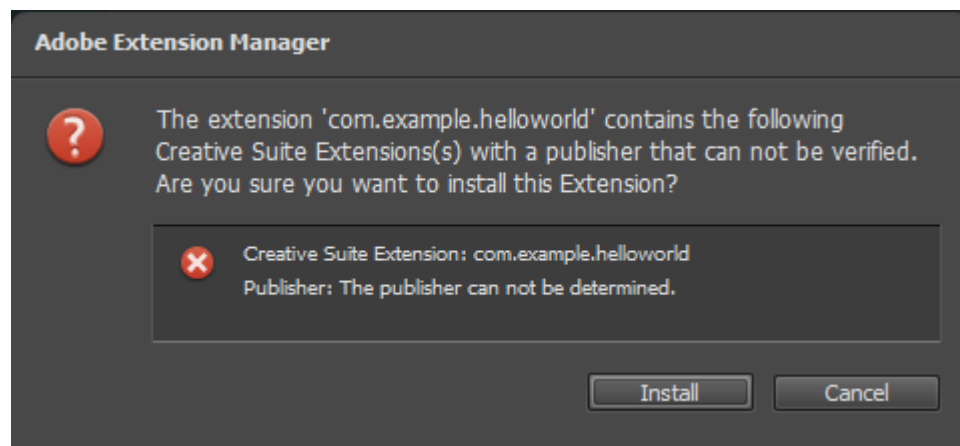 Adobe Extension Manager
The extension 'com.example.helloworld' contains the following
Creative Suite Extensions(s) with a publisher that can not be verified.
Are you sure you want to install this Extension?
Creative Suite Extension: com.example.helloworld
Publisher: The publisher can not be determined.
Install Cancel